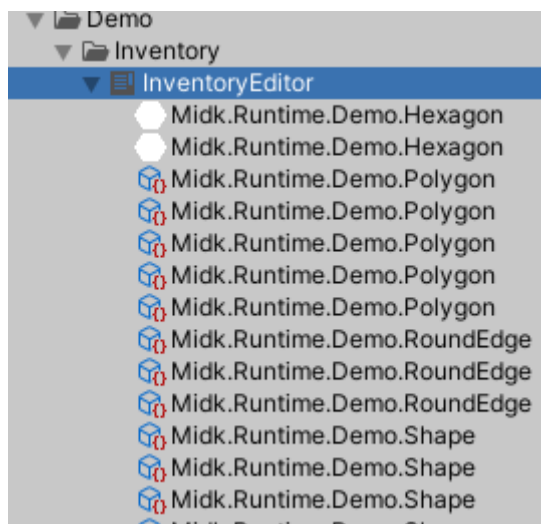 Demo
Inventory
InventoryEditor
Midk.Runtime.Demo.Hexagon
Midk.Runtime.Demo.Hexagon
Midk.Runtime.Demo.Polygon
Midk.Runtime.Demo.Polygon
Midk.Runtime.Demo.Polygon
Midk.Runtime.Demo.Polygon
Midk.Runtime.Demo.Polygon
Midk.Runtime.Demo.RoundEdge
Midk.Runtime.Demo.RoundEdge
Midk.Runtime.Demo.RoundEdge
Midk.Runtime.Demo.Shape
Midk.Runtime.Demo.Shape
Midk.Runtime.Demo.Shape